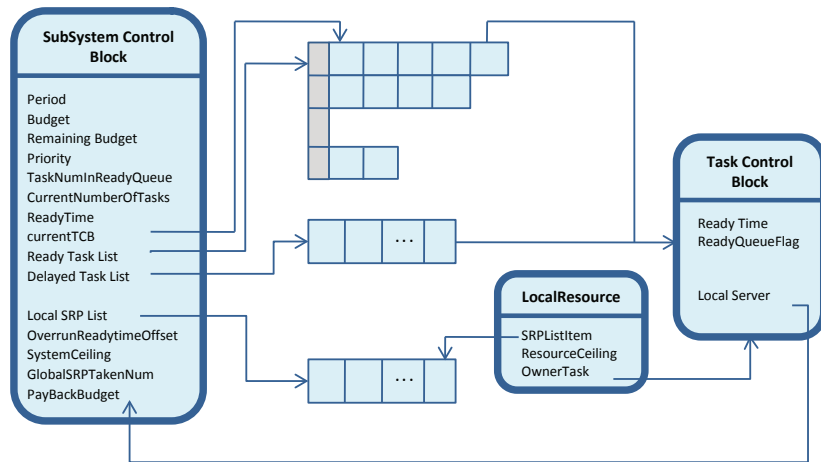 SubSystem Control
Block
Period
Budget
Remaining Budget
Priority
TaskNumInReadyQueue
CurrentNumberOfTasks
ReadyTime
currentTCB
Ready Task List
Delayed Task List
Local SRP List
OverrunReadytimeOffset
SystemCeiling
GlobalSRPTakenNum
PayBackBudget
...
...
LocalResource
SRPListItem
ResourceCeiling
OwnerTask
Task Control
Block
Ready Time
ReadyQueueFlag
Local Server